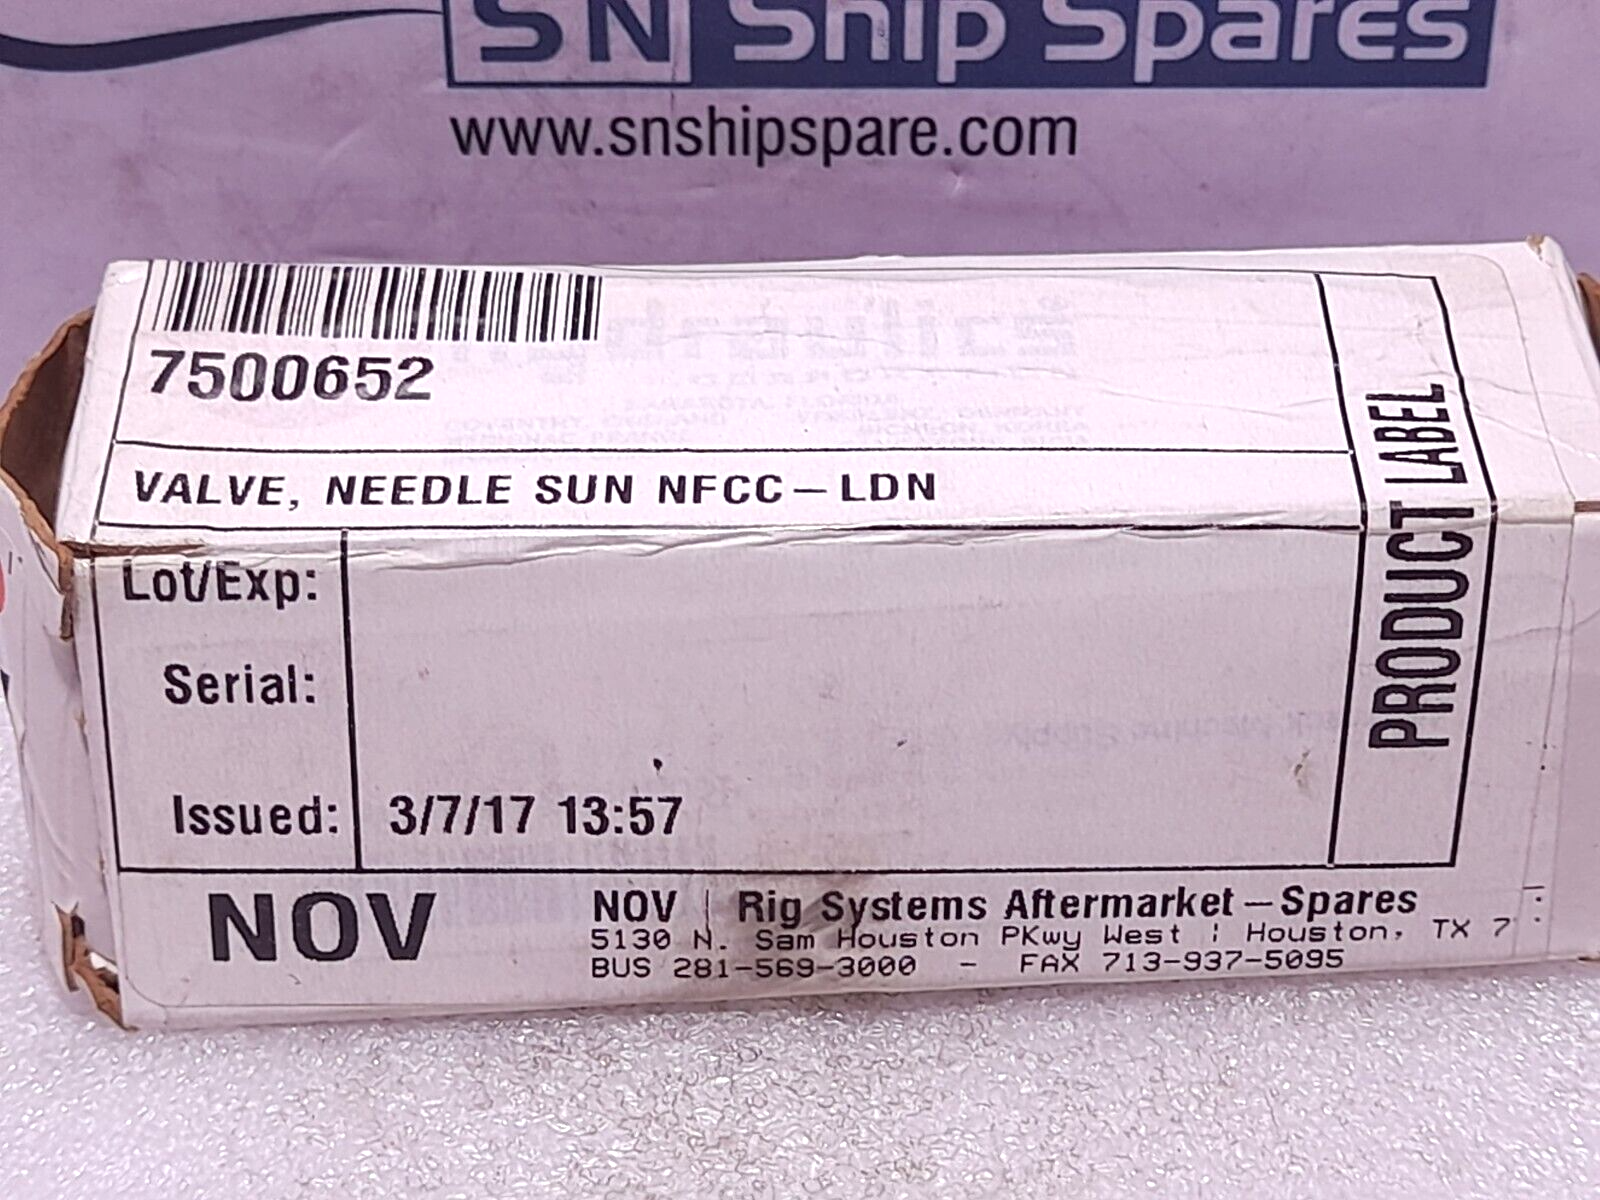 SN Ship Spares
www.snshipspare.com
7500652
VALVE, NEEDLE SUN NFCC-LDN
Lot/Exp:
Serial:
Issued: 3/7/17 13:57
PRODUCT LABEL
NOV
NOV | Rig Systems Aftermarket - Spares
5130 N. Sam Houston PKwy West | Houston, TX 7
BUS 281-569-3000 - FAX 713-937-5095